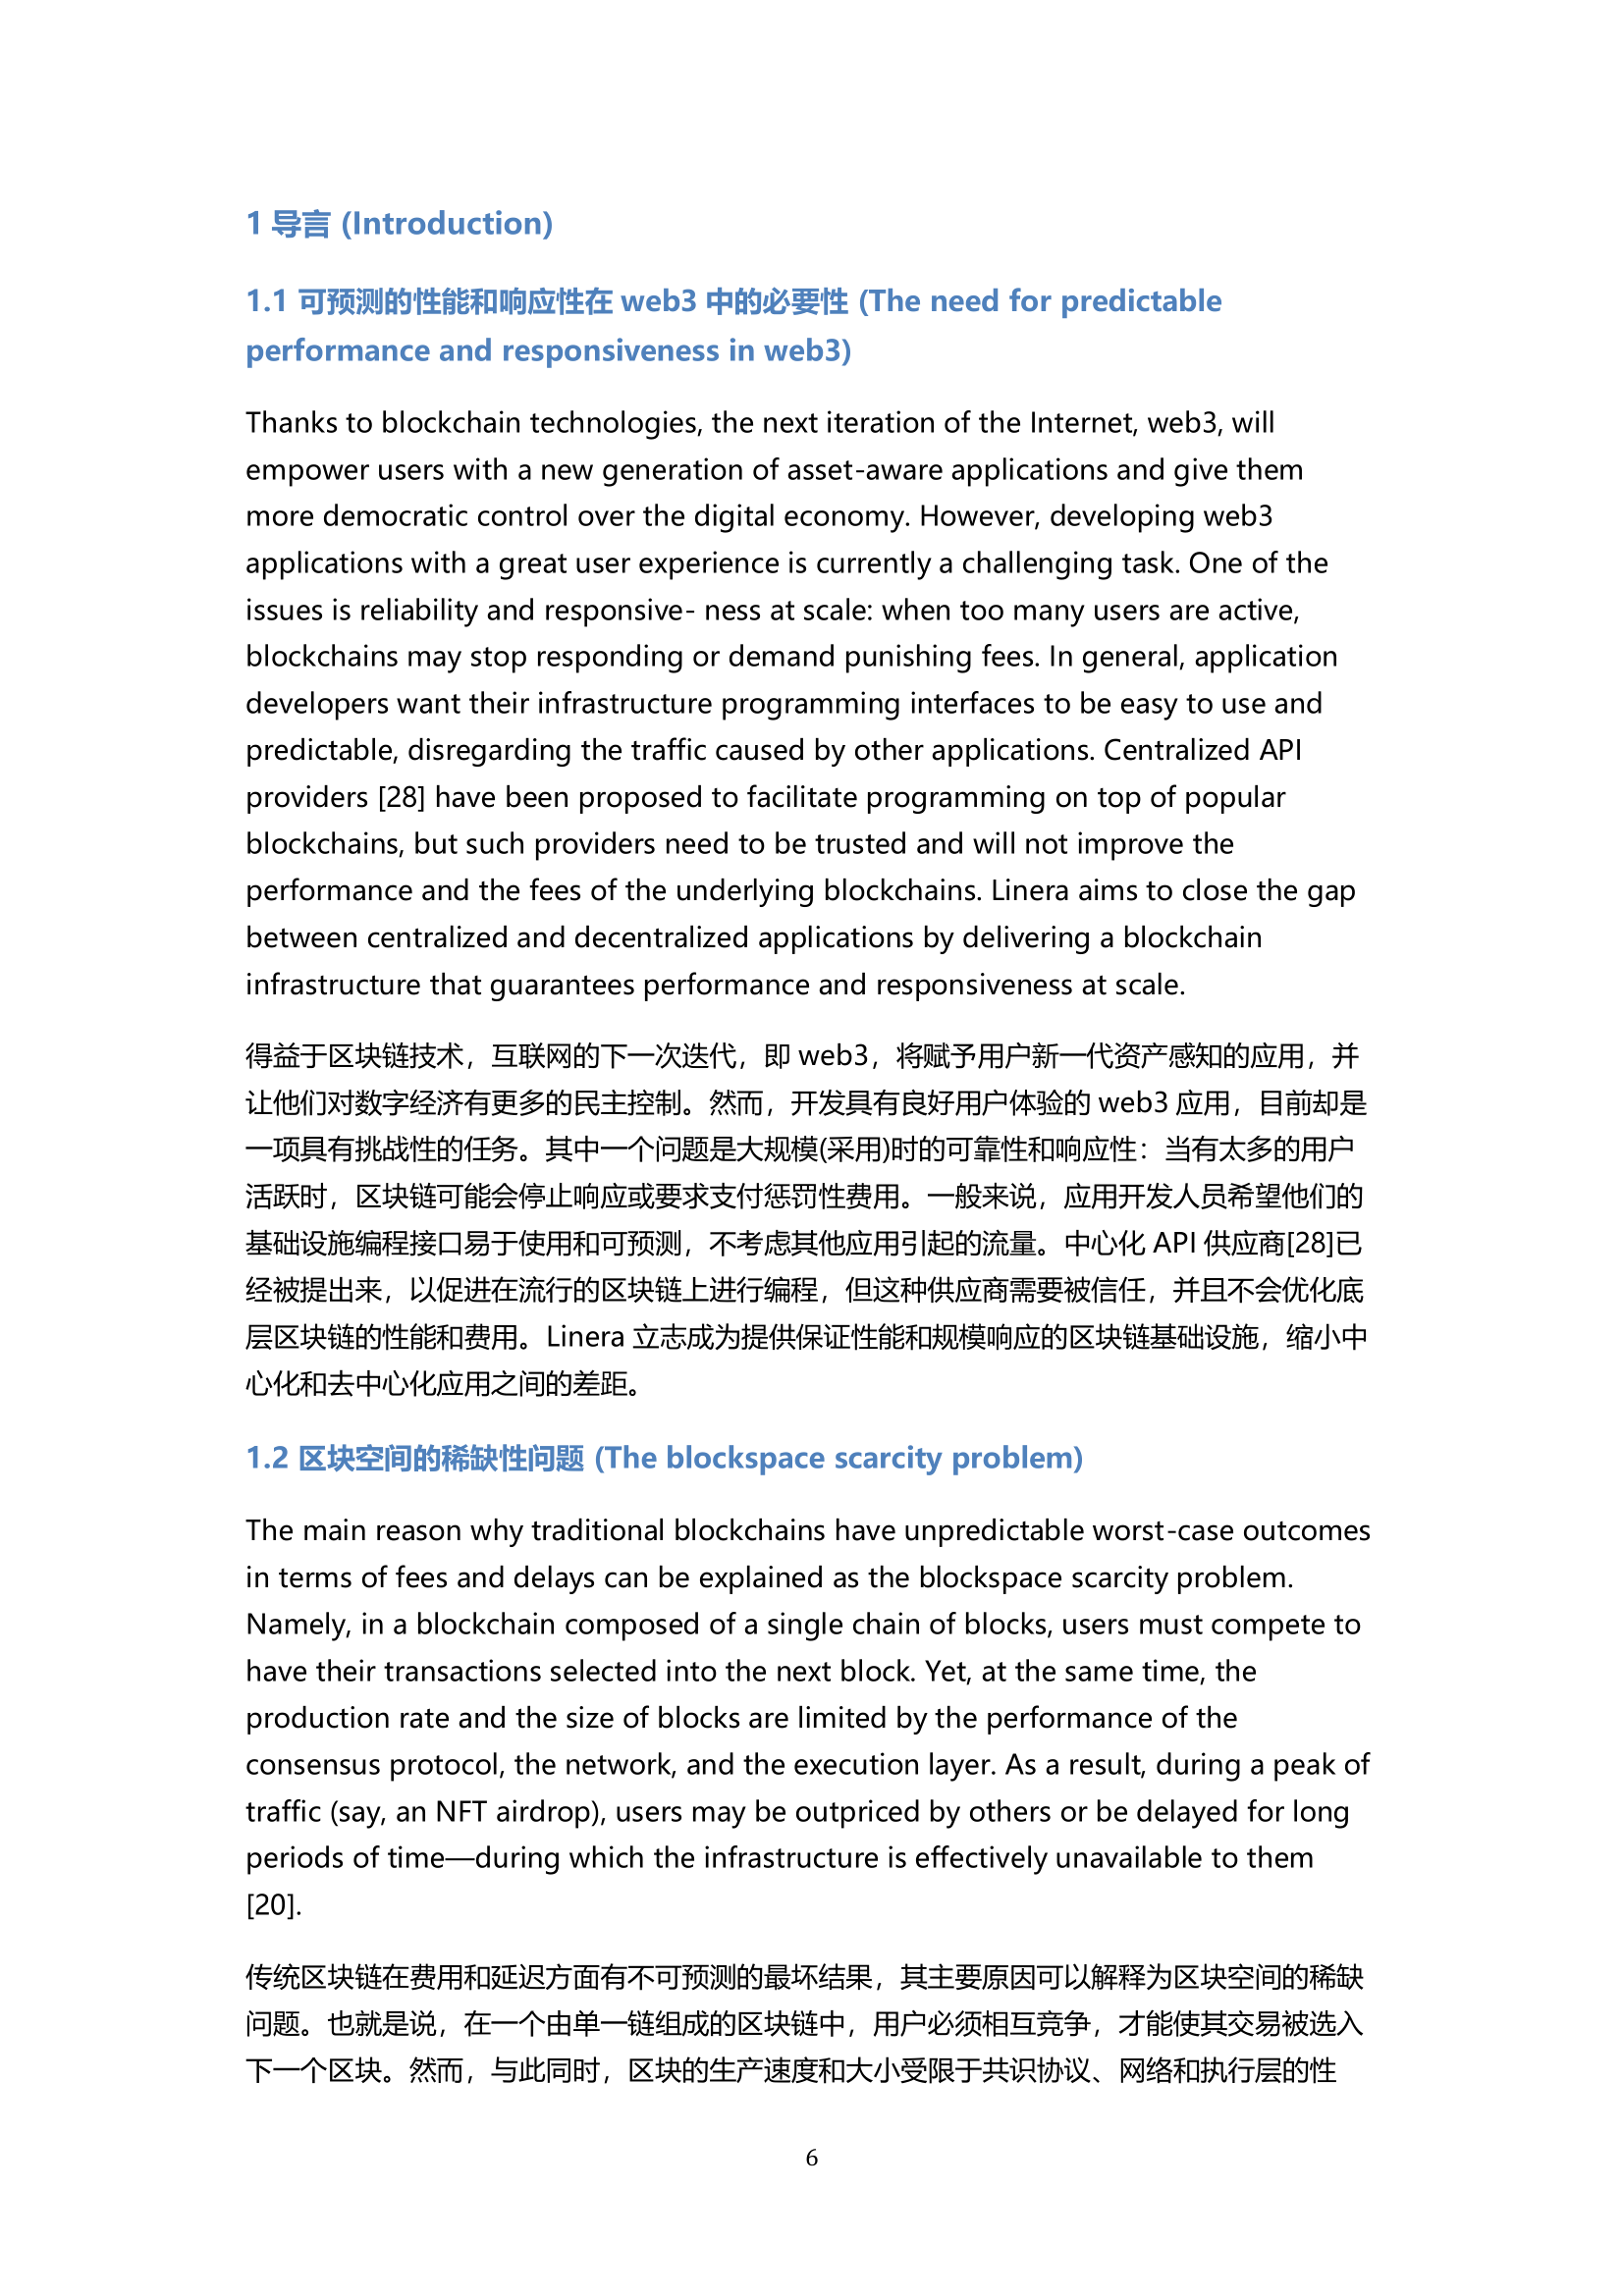 1 导言 (Introduction)
1.1 可预测的性能和响应性在 web3 中的必要性 (The need for predictable
performance and responsiveness in web3)
Thanks to blockchain technologies, the next iteration of the Internet, web3, will
empower users with a new generation of asset-aware applications and give them
more democratic control over the digital economy. However, developing web3
applications with a great user experience is currently a challenging task. One of the
issues is reliability and responsive- ness at scale: when too many users are active,
blockchains may stop responding or demand punishing fees. In general, application
developers want their infrastructure programming interfaces to be easy to use and
predictable, disregarding the traffic caused by other applications. Centralized API
providers [28] have been proposed to facilitate programming on top of popular
blockchains, but such providers need to be trusted and will not improve the
performance and the fees of the underlying blockchains. Linera aims to close the gap
between centralized and decentralized applications by delivering a blockchain
infrastructure that guarantees performance and responsiveness at scale.
得益于区块链技术，互联网的下一次迭代，即 web3，将赋予用户新一代资产感知的应用，并
让他们对数字经济有更多的民主控制。然而，开发具有良好用户体验的 web3 应用，目前却是
一项具有挑战性的任务。其中一个问题是大规模(采用)时的可靠性和响应性：当有太多的用户
活跃时，区块链可能会停止响应或要求支付惩罚性费用。一般来说，应用开发人员希望他们的
基础设施编程接口易于使用和可预测，不考虑其他应用引起的流量。中心化 API 供应商[28]已
经被提出来，以促进在流行的区块链上进行编程，但这种供应商需要被信任，并且不会优化底
层区块链的性能和费用。Linera 立志成为提供保证性能和规模响应的区块链基础设施，缩小中
心化和去中心化应用之间的差距。
1.2 区块空间的稀缺性问题 (The blockspace scarcity problem)
The main reason why traditional blockchains have unpredictable worst-case outcomes
in terms of fees and delays can be explained as the blockspace scarcity problem.
Namely, in a blockchain composed of a single chain of blocks, users must compete to
have their transactions selected into the next block. Yet, at the same time, the
production rate and the size of blocks are limited by the performance of the
consensus protocol, the network, and the execution layer. As a result, during a peak of
traffic (say, an NFT airdrop), users may be outpriced by others or be delayed for long
periods of time—during which the infrastructure is effectively unavailable to them
[20].
传统区块链在费用和延迟方面有不可预测的最坏结果，其主要原因可以解释为区块空间的稀缺
问题。也就是说，在一个由单一链组成的区块链中，用户必须相互竞争，才能使其交易被选入
下一个区块。然而，与此同时，区块的生产速度和大小受限于共识协议、网络和执行层的性
6